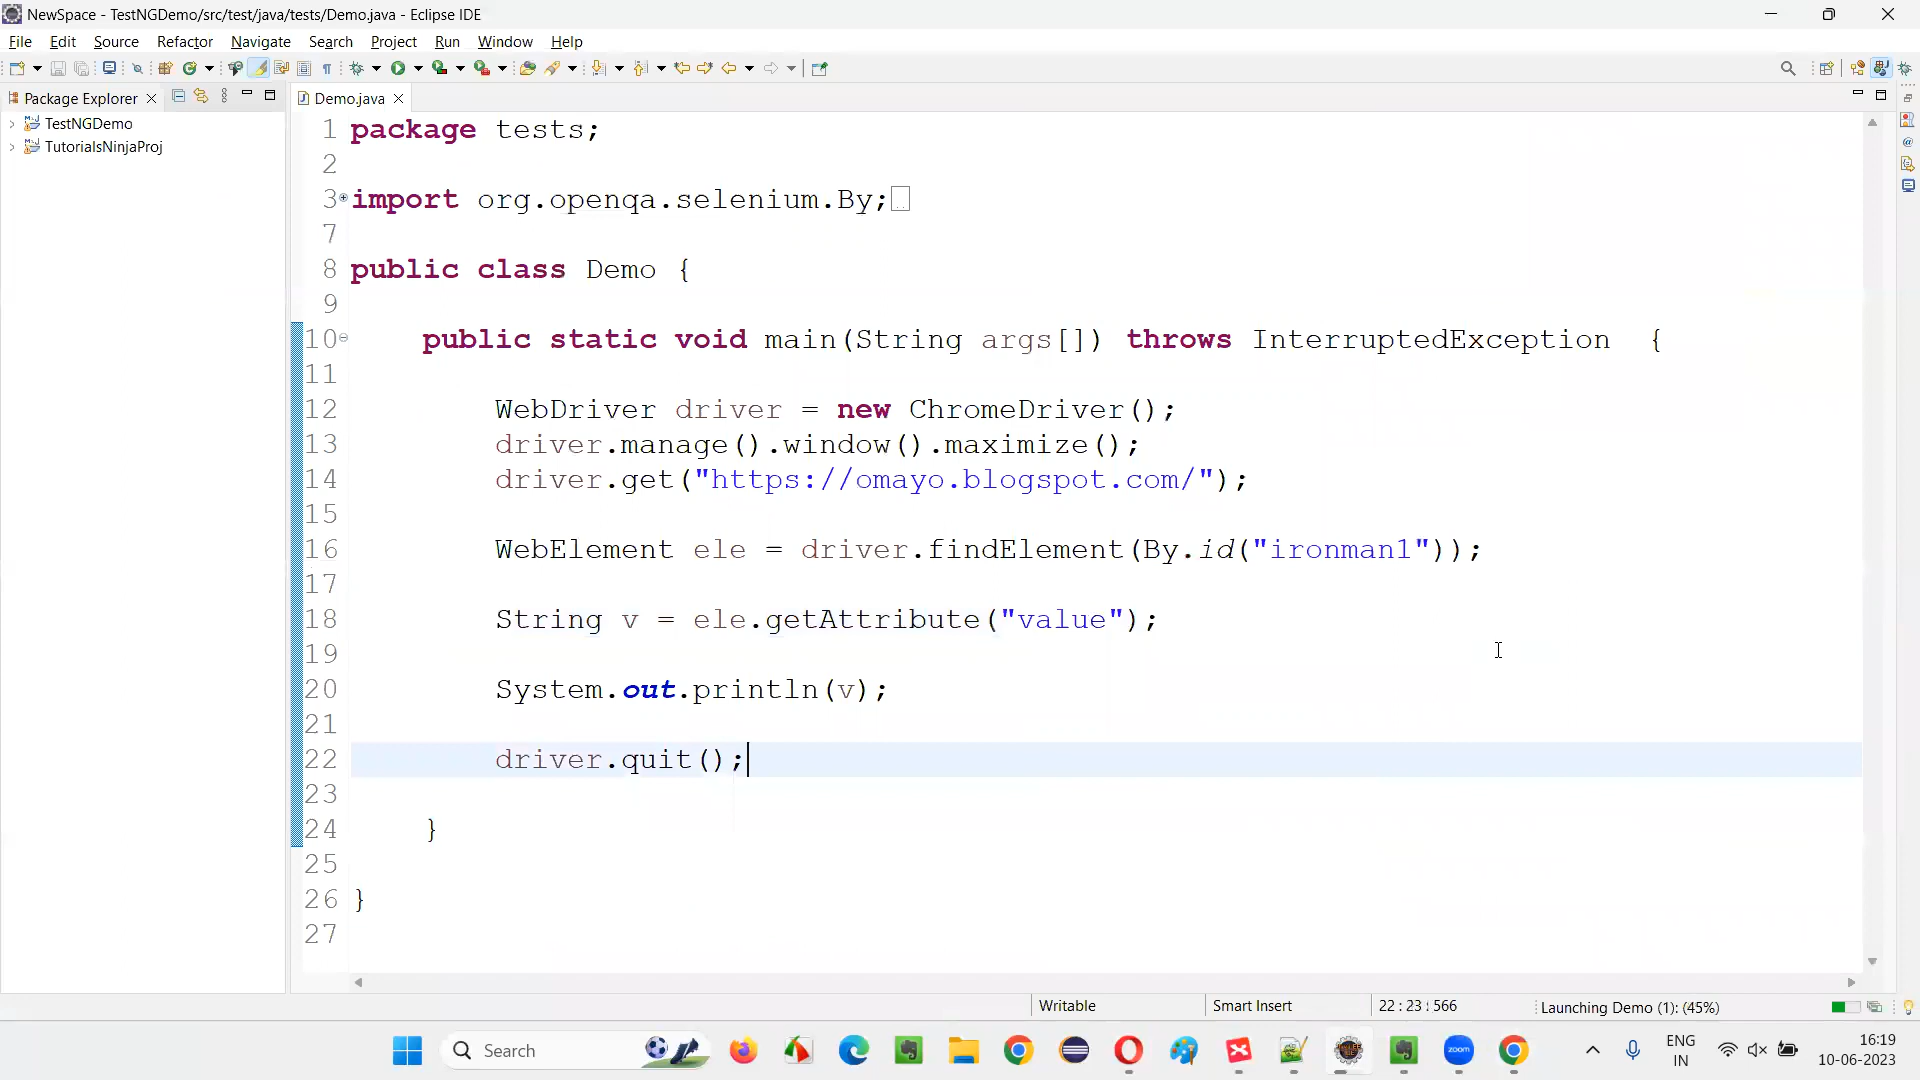 NewSpace - TestNGDemo/src/test/java/tests/Demo.java - Eclipse IDE
File Edit Source Refactor Navigate Search Project Run Window Help
Package Explorer
Demo.java
TestNGDemo
TutorialsNinjaProj
1 package tests;
2
3 import org.openqa.selenium.By;
7
8 public class Demo {
9
10 public static void main(String args[]) throws InterruptedException {
11
12 WebDriver driver = new ChromeDriver();
13 driver.manage().window().maximize();
14 driver.get("https://omayo.blogspot.com/");
15
16 WebElement ele = driver.findElement(By.id("ironman1"));
17
18 String v = ele.getAttribute("value");
19
20 System.out.println(v);
21
22 driver.quit();
23
24 }
25
26 }
27
Writable Smart Insert 22 : 23 : 566 Launching Demo (1): (45%)
Search zoom ENG 16:19
IN 10-06-2023